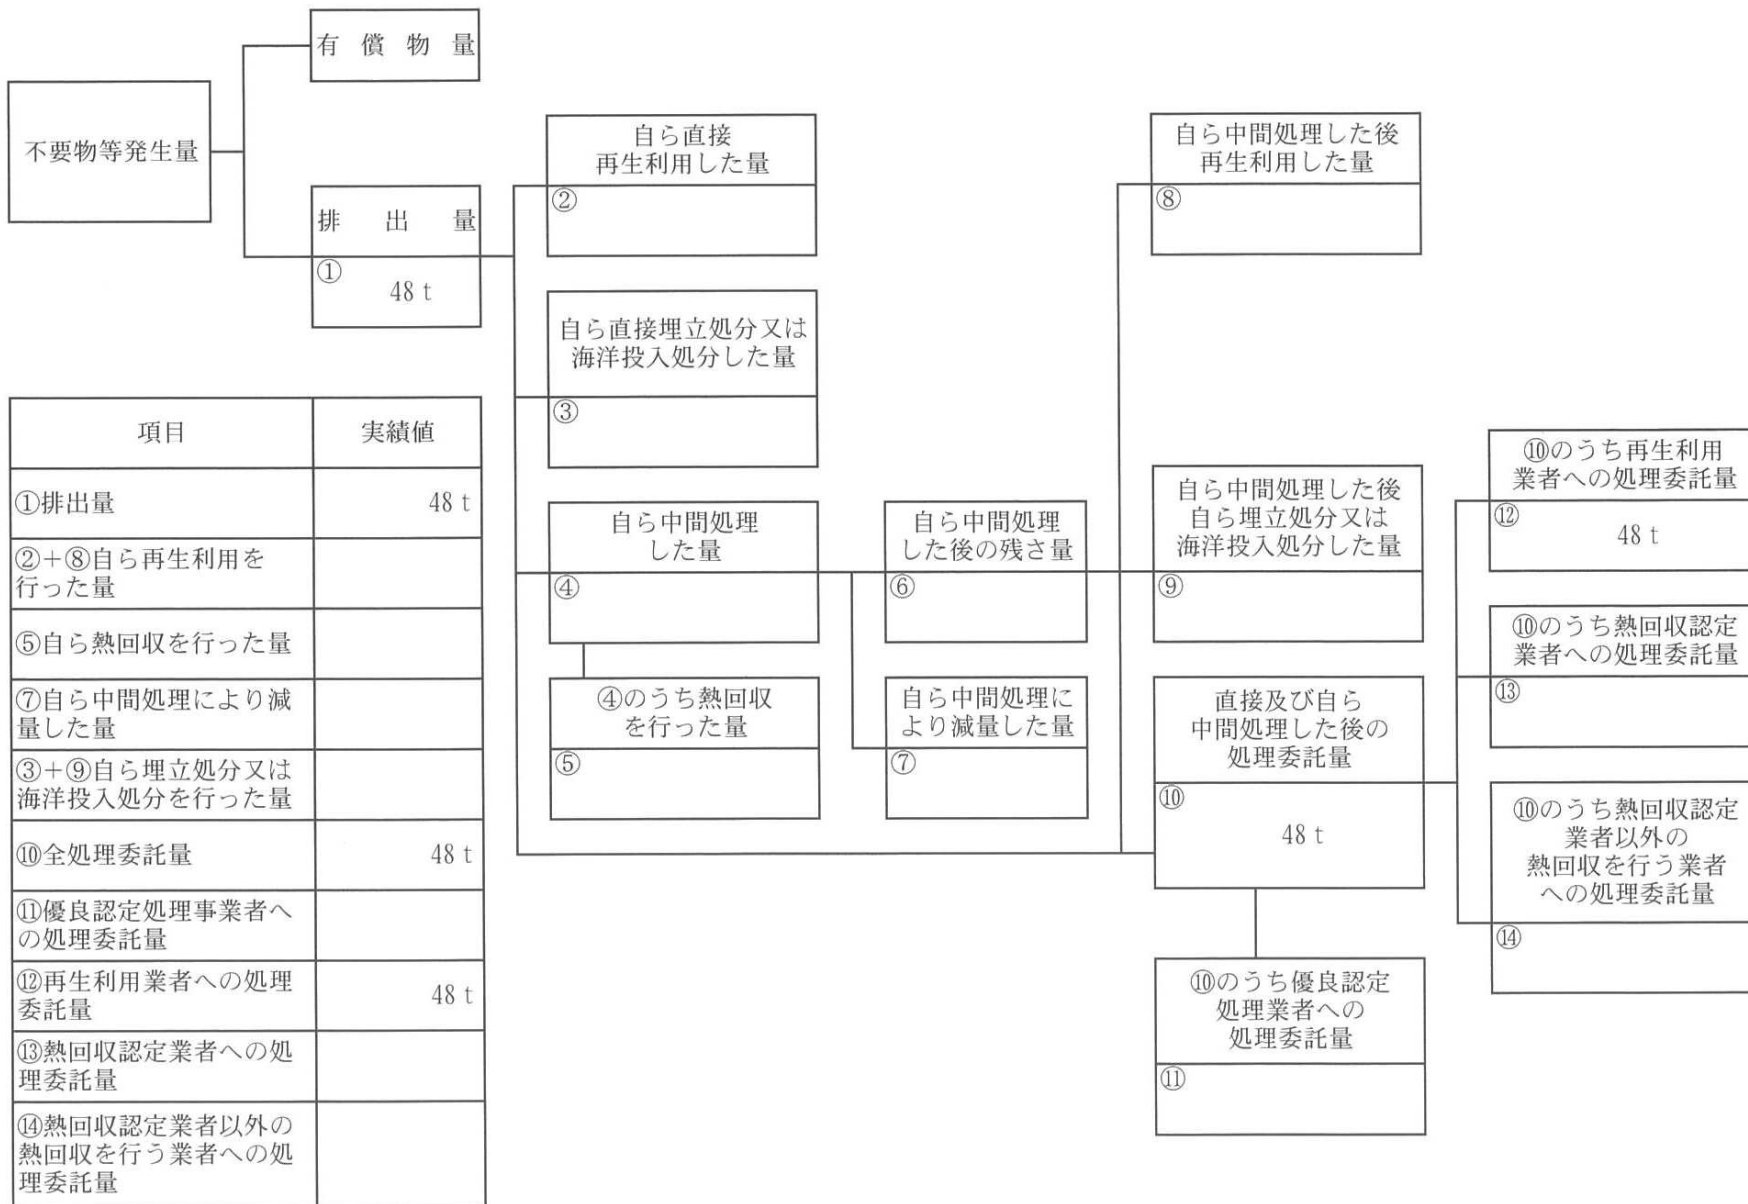 有償物量
不要物等発生量
排出量
①
48 t
自ら直接
再生利用した量
②
自ら直接埋立処分又は
海洋投入処分した量
③
自ら中間処理
した量
④
④のうち熱回収
を行った量
⑤
自ら中間処理
した後の残さ量
⑥
自ら中間処理に
より減量した量
⑦
自ら中間処理した後
再生利用した量
⑧
自ら中間処理した後
自ら埋立処分又は
海洋投入処分した量
⑨
直接及び自ら
中間処理した後の
処理委託量
⑩
48 t
⑩のうち優良認定
処理業者への
処理委託量
⑪
⑩のうち再生利用
業者への処理委託量
⑫
48 t
⑩のうち熱回収認定
業者への処理委託量
⑬
⑩のうち熱回収認定
業者以外の
熱回収を行う業者
への処理委託量
⑭
項目 実績値
①排出量 48 t
②+⑧自ら再生利用を
行った量
⑤自ら熱回収を行った量
⑦自ら中間処理により減
量した量
③+⑨自ら埋立処分又は
海洋投入処分を行った量
⑩全処理委託量 48 t
⑪優良認定処理事業者へ
の処理委託量
⑫再生利用業者への処理
委託量 48 t
⑬熱回収認定業者への処
理委託量
⑭熱回収認定業者以外の
熱回収を行う業者への処
理委託量